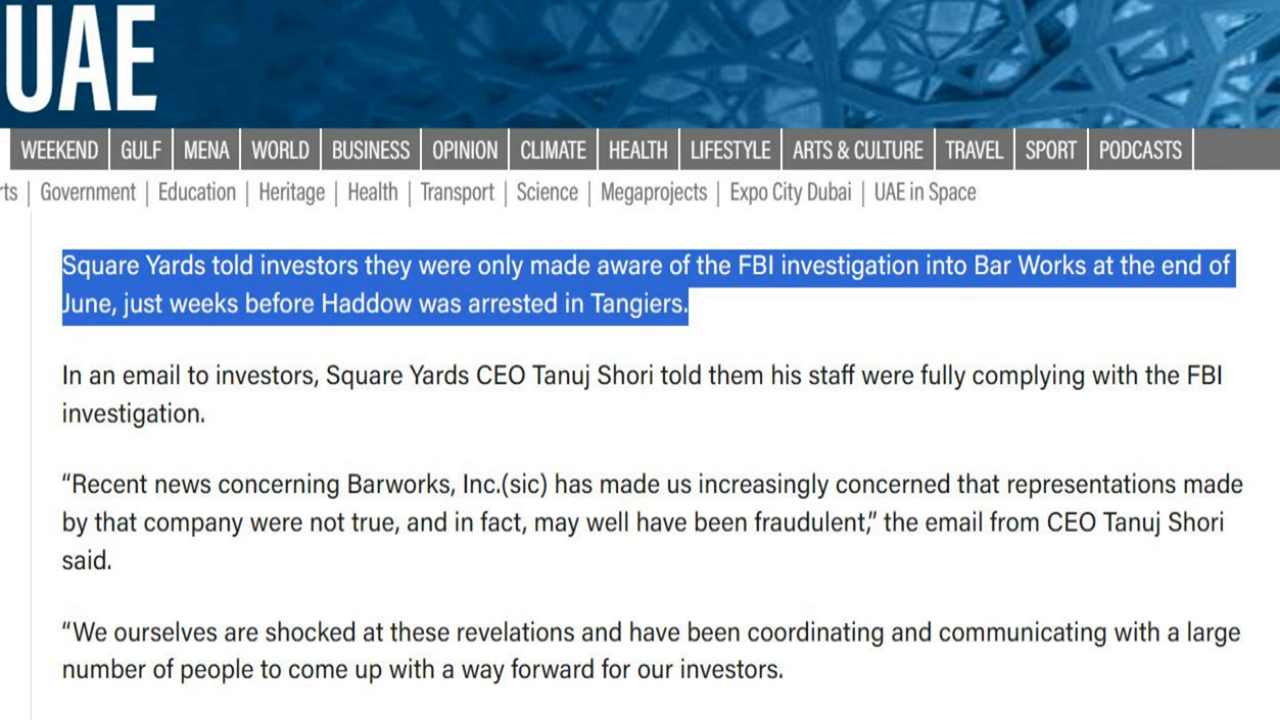 UAE
WEEKEND GULF MENA WORLD BUSINESS OPINION CLIMATE HEALTH LIFESTYLE ARTS & CULTURE TRAVEL SPORT PODCASTS
rts | Government | Education | Heritage | Health | Transport | Science | Megaprojects | Expo City Dubai | UAE in Space
Square Yards told investors they were only made aware of the FBI investigation into Bar Works at the end of
June, just weeks before Haddow was arrested in Tangiers.
In an email to investors, Square Yards CEO Tanuj Shori told them his staff were fully complying with the FBI
investigation.
“Recent news concerning Barworks, Inc.(sic) has made us increasingly concerned that representations made
by that company were not true, and in fact, may well have been fraudulent,” the email from CEO Tanuj Shori
said.
“We ourselves are shocked at these revelations and have been coordinating and communicating with a large
number of people to come up with a way forward for our investors.